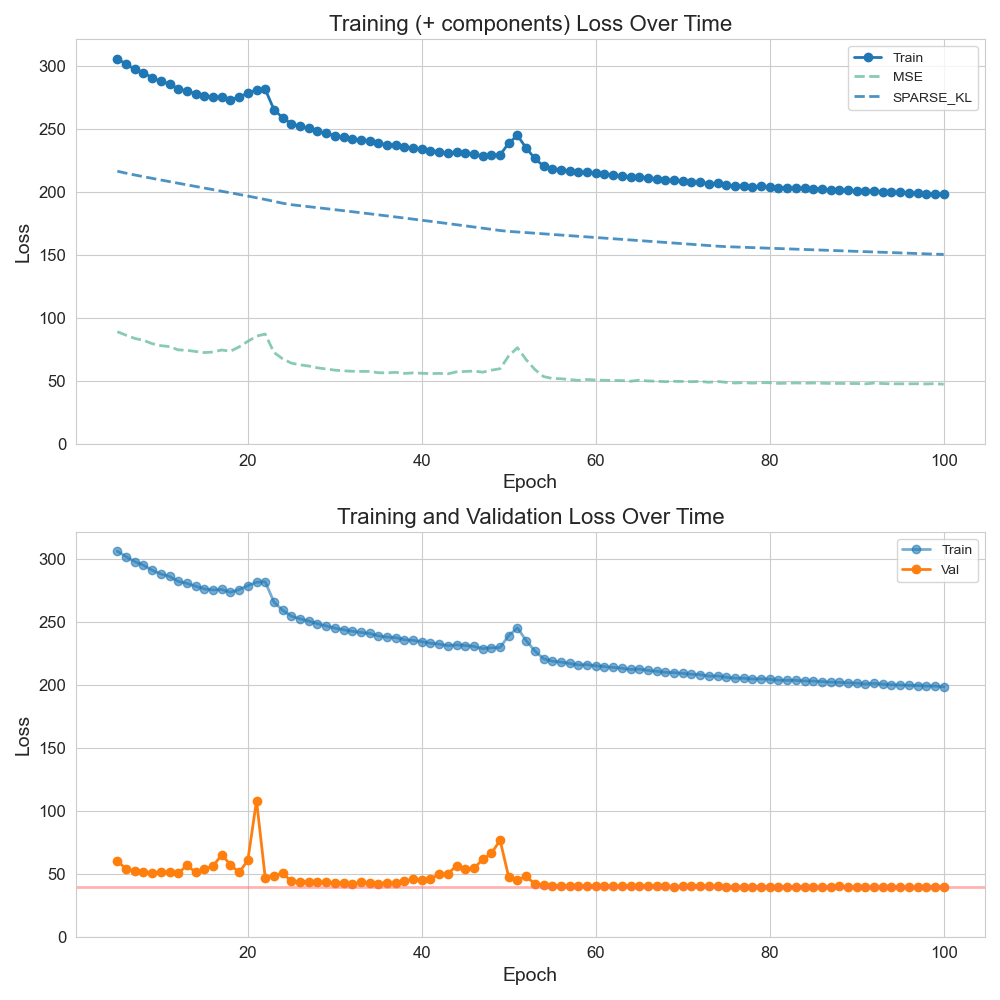 Training (+ components) Loss Over Time
Loss
300
250
200
150
100
50
0
Train
MSE
SPARSE_KL
20 40 60 80 100
Epoch
Training and Validation Loss Over Time
Loss
300
250
200
150
100
50
0
Train
Val
20 40 60 80 100
Epoch